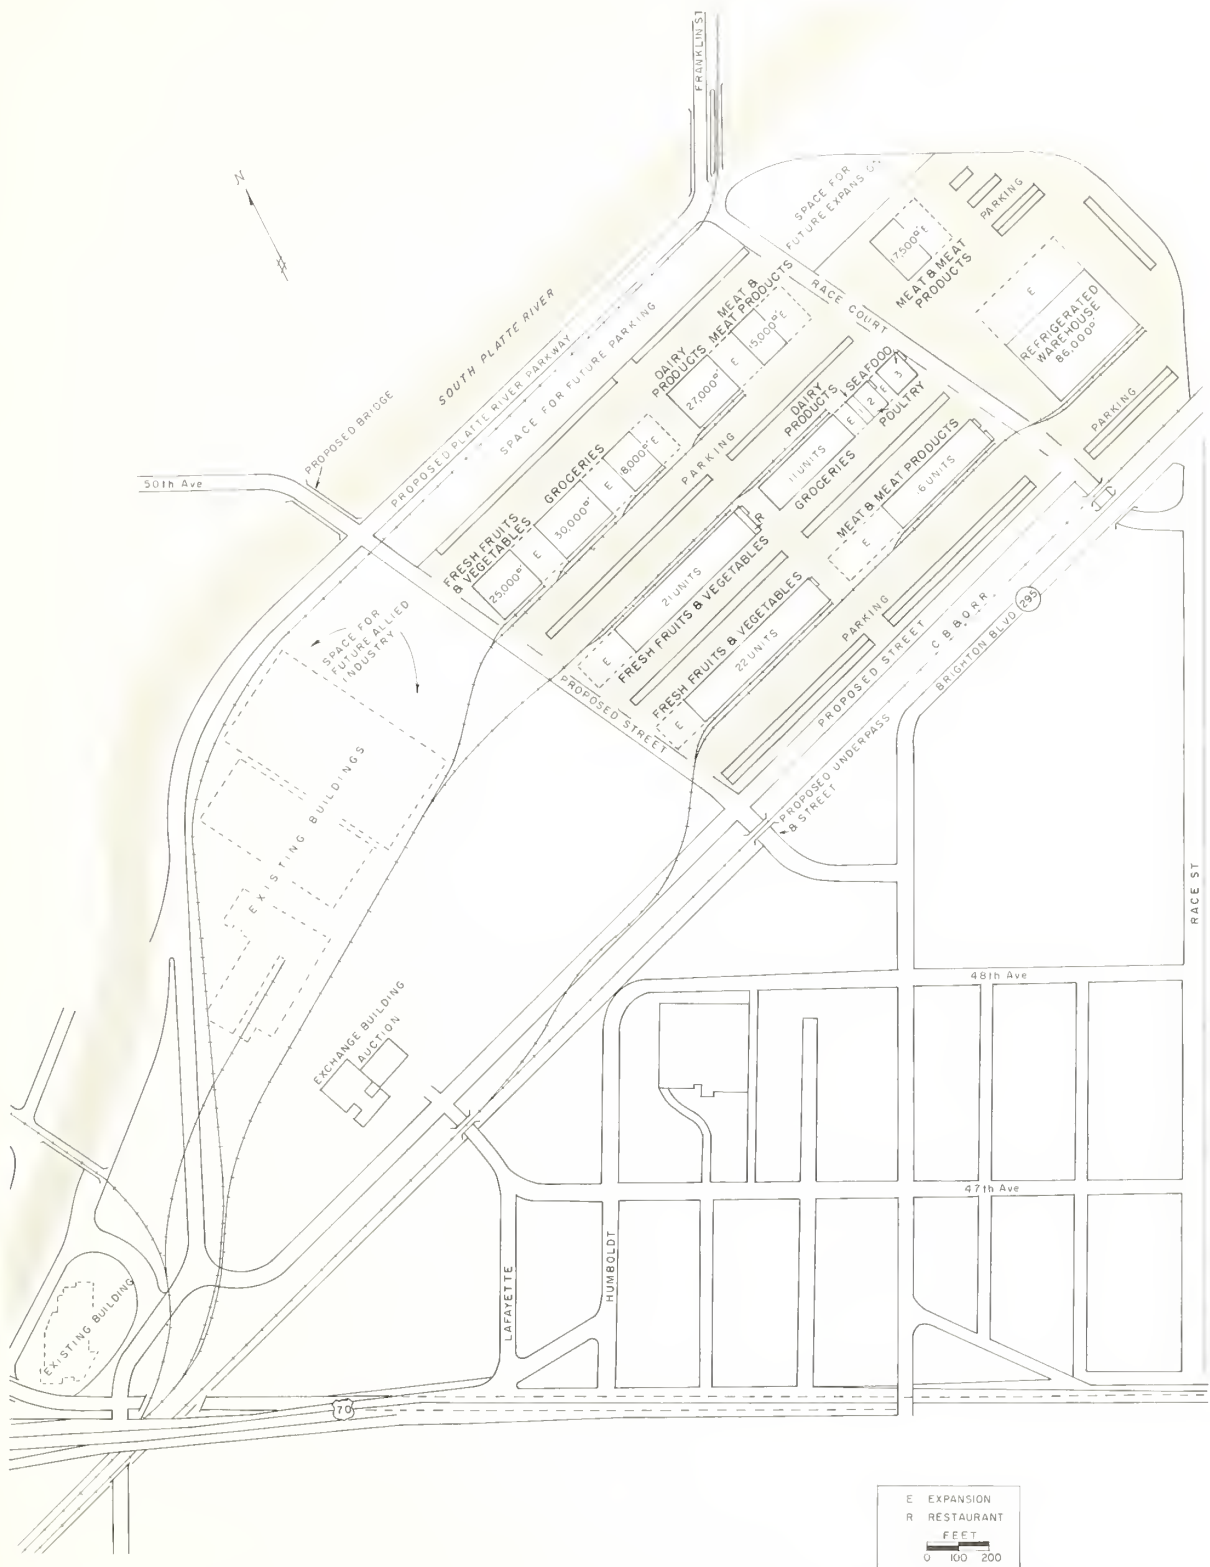 FRANKLIN ST
N
SPACE FOR
FUTURE EXPANSION
PARKING
17,500□' E
MEAT & MEAT
PRODUCTS
E
REFRIGERATED
WAREHOUSE
86,000□'
RACE COURT
PARKING
SOUTH PLATTE RIVER
PROPOSED PLATTE RIVER PARKWAY
SPACE FOR FUTURE PARKING
MEAT &
MEAT PRODUCTS
15,000□' E
E
DAIRY
PRODUCTS
27,000□'
GROCERIES
8,000□' E
E
30,000□'
E
FRESH FRUITS
& VEGETABLES
25,000□'
PROPOSED BRIDGE
50th Ave
PARKING
DAIRY
PRODUCTS
SEAFOOD
E 1 2 E 3
POULTRY
11 UNITS
GROCERIES
R
21 UNITS
E
FRESH FRUITS & VEGETABLES
MEAT & MEAT PRODUCTS
6 UNITS
E
FRESH FRUITS & VEGETABLES
22 UNITS
E
PARKING
PROPOSED STREET
C B & Q R R
BRIGHTON BLVD 295
PROPOSED STREET
PROPOSED UNDERPASS
& STREET
SPACE FOR
FUTURE ALLIED
INDUSTRY
EXISTING BUILDINGS
EXCHANGE BUILDING
AUCTION
RACE ST
48th Ave
47th Ave
HUMBOLDT
LAFAYETTE
EXISTING BUILDING
70
E EXPANSION
R RESTAURANT
FEET
0 100 200